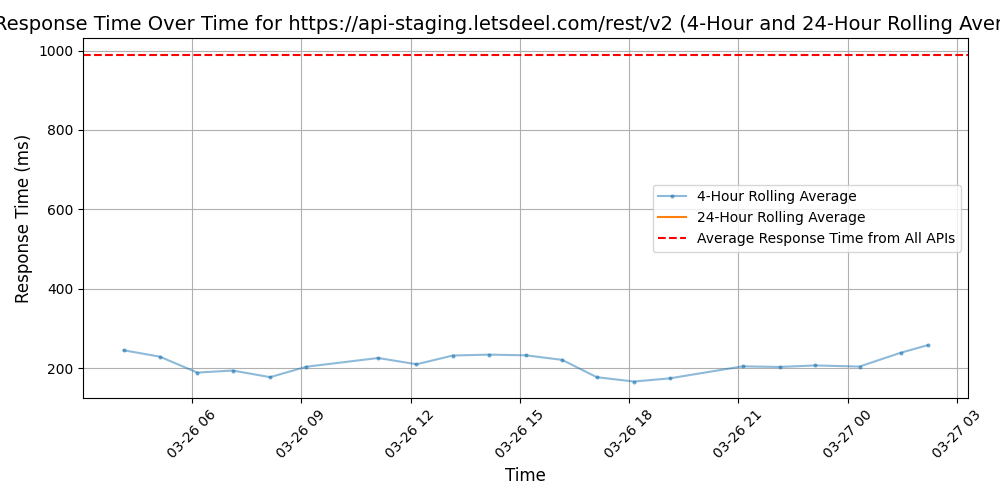 Response Time Over Time for https://api-staging.letsdeel.com/rest/v2 (4-Hour and 24-Hour Rolling Aver
Response Time (ms)
1000
800
600
400
200
4-Hour Rolling Average
24-Hour Rolling Average
Average Response Time from All APIs
03-26 06
03-26 09
03-26 12
03-26 15
03-26 18
03-26 21
03-27 00
03-27 03
Time